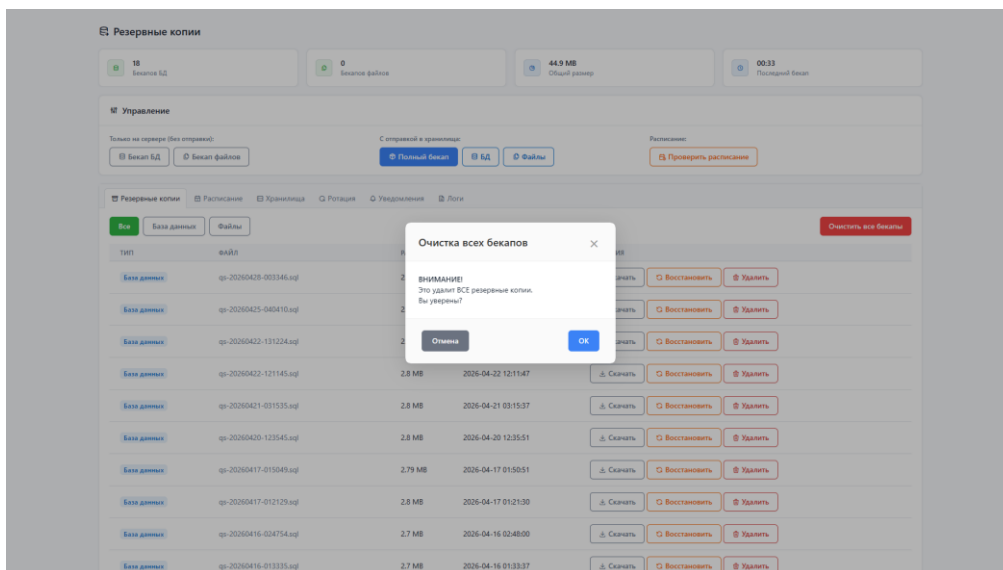 Резервные копии
18
Бекапов БД
0
Бекапов файлов
44.9 MB
Общий размер
00:33
Последний бекап
Управление
Только на сервере (без отправки):
С отправкой в хранилища:
Расписание:
Бекап БД
Бекап файлов
Полный бекап
БД
Файлы
Проверить расписание
Резервные копии
Расписание
Хранилища
Ротация
Уведомления
Логи
Все
База данных
Файлы
Очистить все бекапы
ТИП
ФАЙЛ
Очистка всех бекапов
ВНИМАНИЕ!
Это удалит ВСЕ резервные копии.
Вы уверены?
Отмена
OK
База данных qs-20260428-003346.sql Восстановить Удалить
База данных qs-20260425-040410.sql Восстановить Удалить
База данных qs-20260422-131224.sql Восстановить Удалить
База данных qs-20260422-121145.sql 2.8 MB 2026-04-22 12:11:47 Скачать Восстановить Удалить
База данных qs-20260421-031535.sql 2.8 MB 2026-04-21 03:15:37 Скачать Восстановить Удалить
База данных qs-20260420-123545.sql 2.8 MB 2026-04-20 12:35:51 Скачать Восстановить Удалить
База данных qs-20260417-015049.sql 2.79 MB 2026-04-17 01:50:51 Скачать Восстановить Удалить
База данных qs-20260417-012129.sql 2.8 MB 2026-04-17 01:21:30 Скачать Восстановить Удалить
База данных qs-20260416-024754.sql 2.7 MB 2026-04-16 02:48:00 Скачать Восстановить Удалить
База данных qs-20260416-013335.sql 2.7 MB 2026-04-16 01:33:37 Скачать Восстановить Удалить